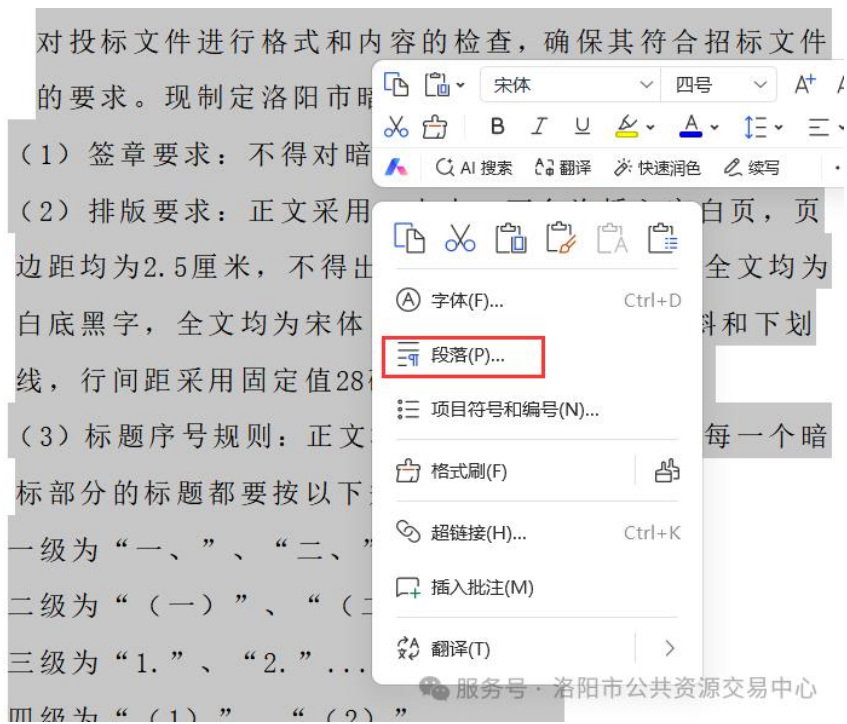 对投标文件进行格式和内容的检查，确保其符合招标文件
的要求。现制定洛阳市暗
（1）签章要求：不得对暗
（2）排版要求：正文采用
白页，页
边距均为2.5厘米，不得出
全文均为
白底黑字，全文均为宋体
和下划
线，行间距采用固定值28
（3）标题序号规则：正文
每一个暗
标部分的标题都要按以下
一级为“一、”、“二、”
二级为“（一）”、“（二
三级为“1.”、“2.”...
四级为“（1）”、“（2）”
宋体 四号 A+
B I U A
AI 搜索 翻译 快速润色 续写
字体(F)... Ctrl+D
段落(P)...
项目符号和编号(N)...
格式刷(F)
超链接(H)... Ctrl+K
插入批注(M)
翻译(T)
服务号 · 洛阳市公共资源交易中心